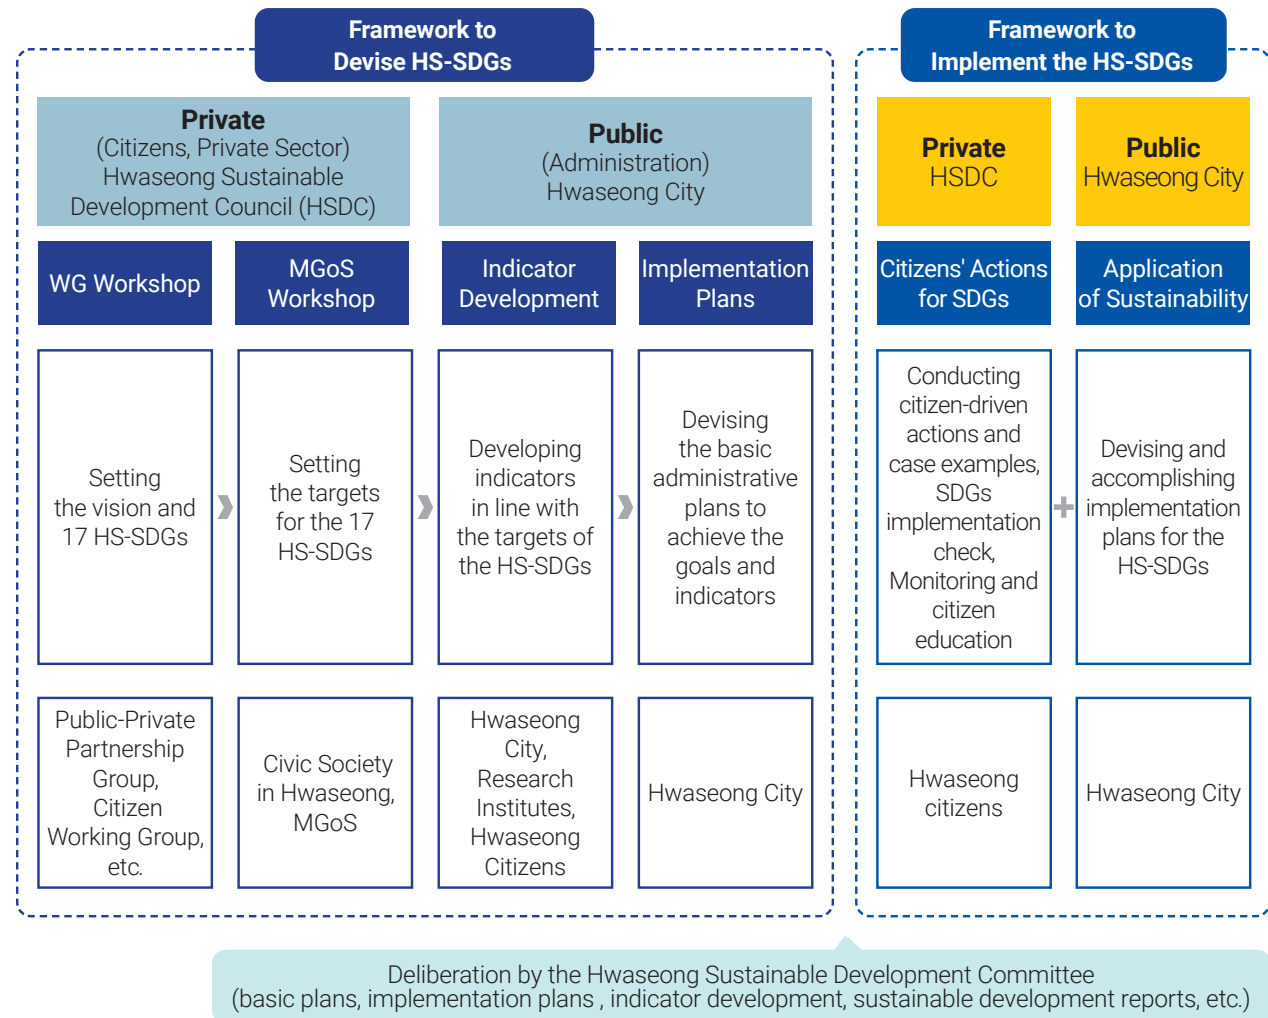 Framework to
Devise HS-SDGs
Framework to
Implement the HS-SDGs
Private
(Citizens, Private Sector)
Hwaseong Sustainable
Development Council (HSDC)
Public
(Administration)
Hwaseong City
Private
HSDC
Public
Hwaseong City
WG Workshop
MGoS
Workshop
Indicator
Development
Implementation
Plans
Citizens' Actions
for SDGs
Application
of Sustainability
Setting
the vision and
17 HS-SDGs
Setting
the targets
for the 17
HS-SDGs
Developing
indicators
in line with
the targets of
the HS-SDGs
Devising
the basic
administrative
plans to
achieve the
goals and
indicators
Conducting
citizen-driven
actions and
case examples,
SDGs
implementation
check,
Monitoring and
citizen
education
+
Devising and
accomplishing
implementation
plans for the
HS-SDGs
Public-Private
Partnership
Group,
Citizen
Working Group,
etc.
Civic Society
in Hwaseong,
MGoS
Hwaseong
City,
Research
Institutes,
Hwaseong
Citizens
Hwaseong City
Hwaseong
citizens
Hwaseong City
Deliberation by the Hwaseong Sustainable Development Committee
(basic plans, implementation plans , indicator development, sustainable development reports, etc.)